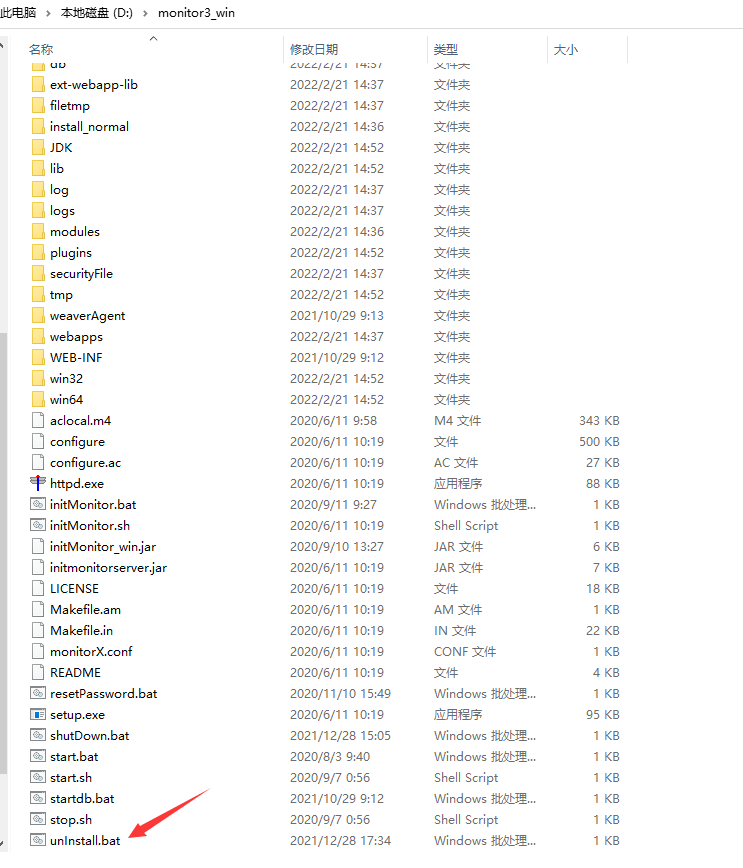 此电脑 > 本地磁盘 (D:) > monitor3_win
名称 修改日期 类型 大小
db 2022/2/21 14:37 文件夹
ext-webapp-lib 2022/2/21 14:37 文件夹
filetmp 2022/2/21 14:37 文件夹
install_normal 2022/2/21 14:36 文件夹
JDK 2022/2/21 14:52 文件夹
lib 2022/2/21 14:52 文件夹
log 2022/2/21 14:37 文件夹
logs 2022/2/21 14:37 文件夹
modules 2022/2/21 14:36 文件夹
plugins 2022/2/21 14:52 文件夹
securityFile 2022/2/21 14:37 文件夹
tmp 2022/2/21 14:52 文件夹
weaverAgent 2021/10/29 9:13 文件夹
webapps 2022/2/21 14:37 文件夹
WEB-INF 2021/10/29 9:12 文件夹
win32 2022/2/21 14:52 文件夹
win64 2022/2/21 14:52 文件夹
aclocal.m4 2020/6/11 9:58 M4 文件 343 KB
configure 2020/6/11 10:19 文件 500 KB
configure.ac 2020/6/11 10:19 AC 文件 27 KB
httpd.exe 2020/6/11 10:19 应用程序 88 KB
initMonitor.bat 2020/9/11 9:27 Windows 批处理... 1 KB
initMonitor.sh 2020/6/11 10:19 Shell Script 1 KB
initMonitor_win.jar 2020/9/10 13:27 JAR 文件 6 KB
initmonitorserver.jar 2020/6/11 10:19 JAR 文件 7 KB
LICENSE 2020/6/11 10:19 文件 18 KB
Makefile.am 2020/6/11 10:19 AM 文件 1 KB
Makefile.in 2020/6/11 10:19 IN 文件 22 KB
monitorX.conf 2020/6/11 10:19 CONF 文件 1 KB
README 2020/6/11 10:19 文件 4 KB
resetPassword.bat 2020/11/10 15:49 Windows 批处理... 1 KB
setup.exe 2020/6/11 10:19 应用程序 95 KB
shutDown.bat 2021/12/28 15:05 Windows 批处理... 1 KB
start.bat 2020/8/3 9:40 Windows 批处理... 1 KB
start.sh 2020/9/7 0:56 Shell Script 1 KB
startdb.bat 2021/10/29 9:12 Windows 批处理... 1 KB
stop.sh 2020/9/7 0:56 Shell Script 1 KB
unInstall.bat 2021/12/28 17:34 Windows 批处理... 1 KB